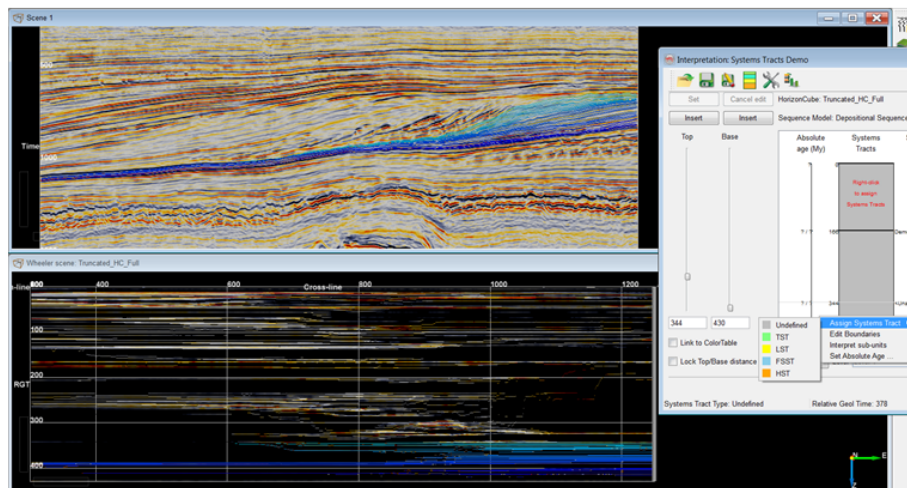 Scene 1
500
Time
1000
Wheeler scene: Truncated_HC_Full
n-line
400
600
Cross-line
800
1000
1200
100
200
RGT
300
400
N
E
Z
Interpretation: Systems Tracts Demo
Set
Cancel edit
HorizonCube: Truncated_HC_Full
Insert
Insert
Sequence Model: Depositional Sequence
Top
Base
Absolute
age (My)
Systems
Tracts
Right-click
to assign
Systems Tracts
? / ?
? / ?
344
430
Link to ColorTable
Lock Top/Base distance
Undefined
TST
LST
FSST
HST
Assign Systems Tract
Edit Boundaries
Interpret sub-units
Set Absolute Age ...
Systems Tract Type: Undefined
Relative Geol Time: 378